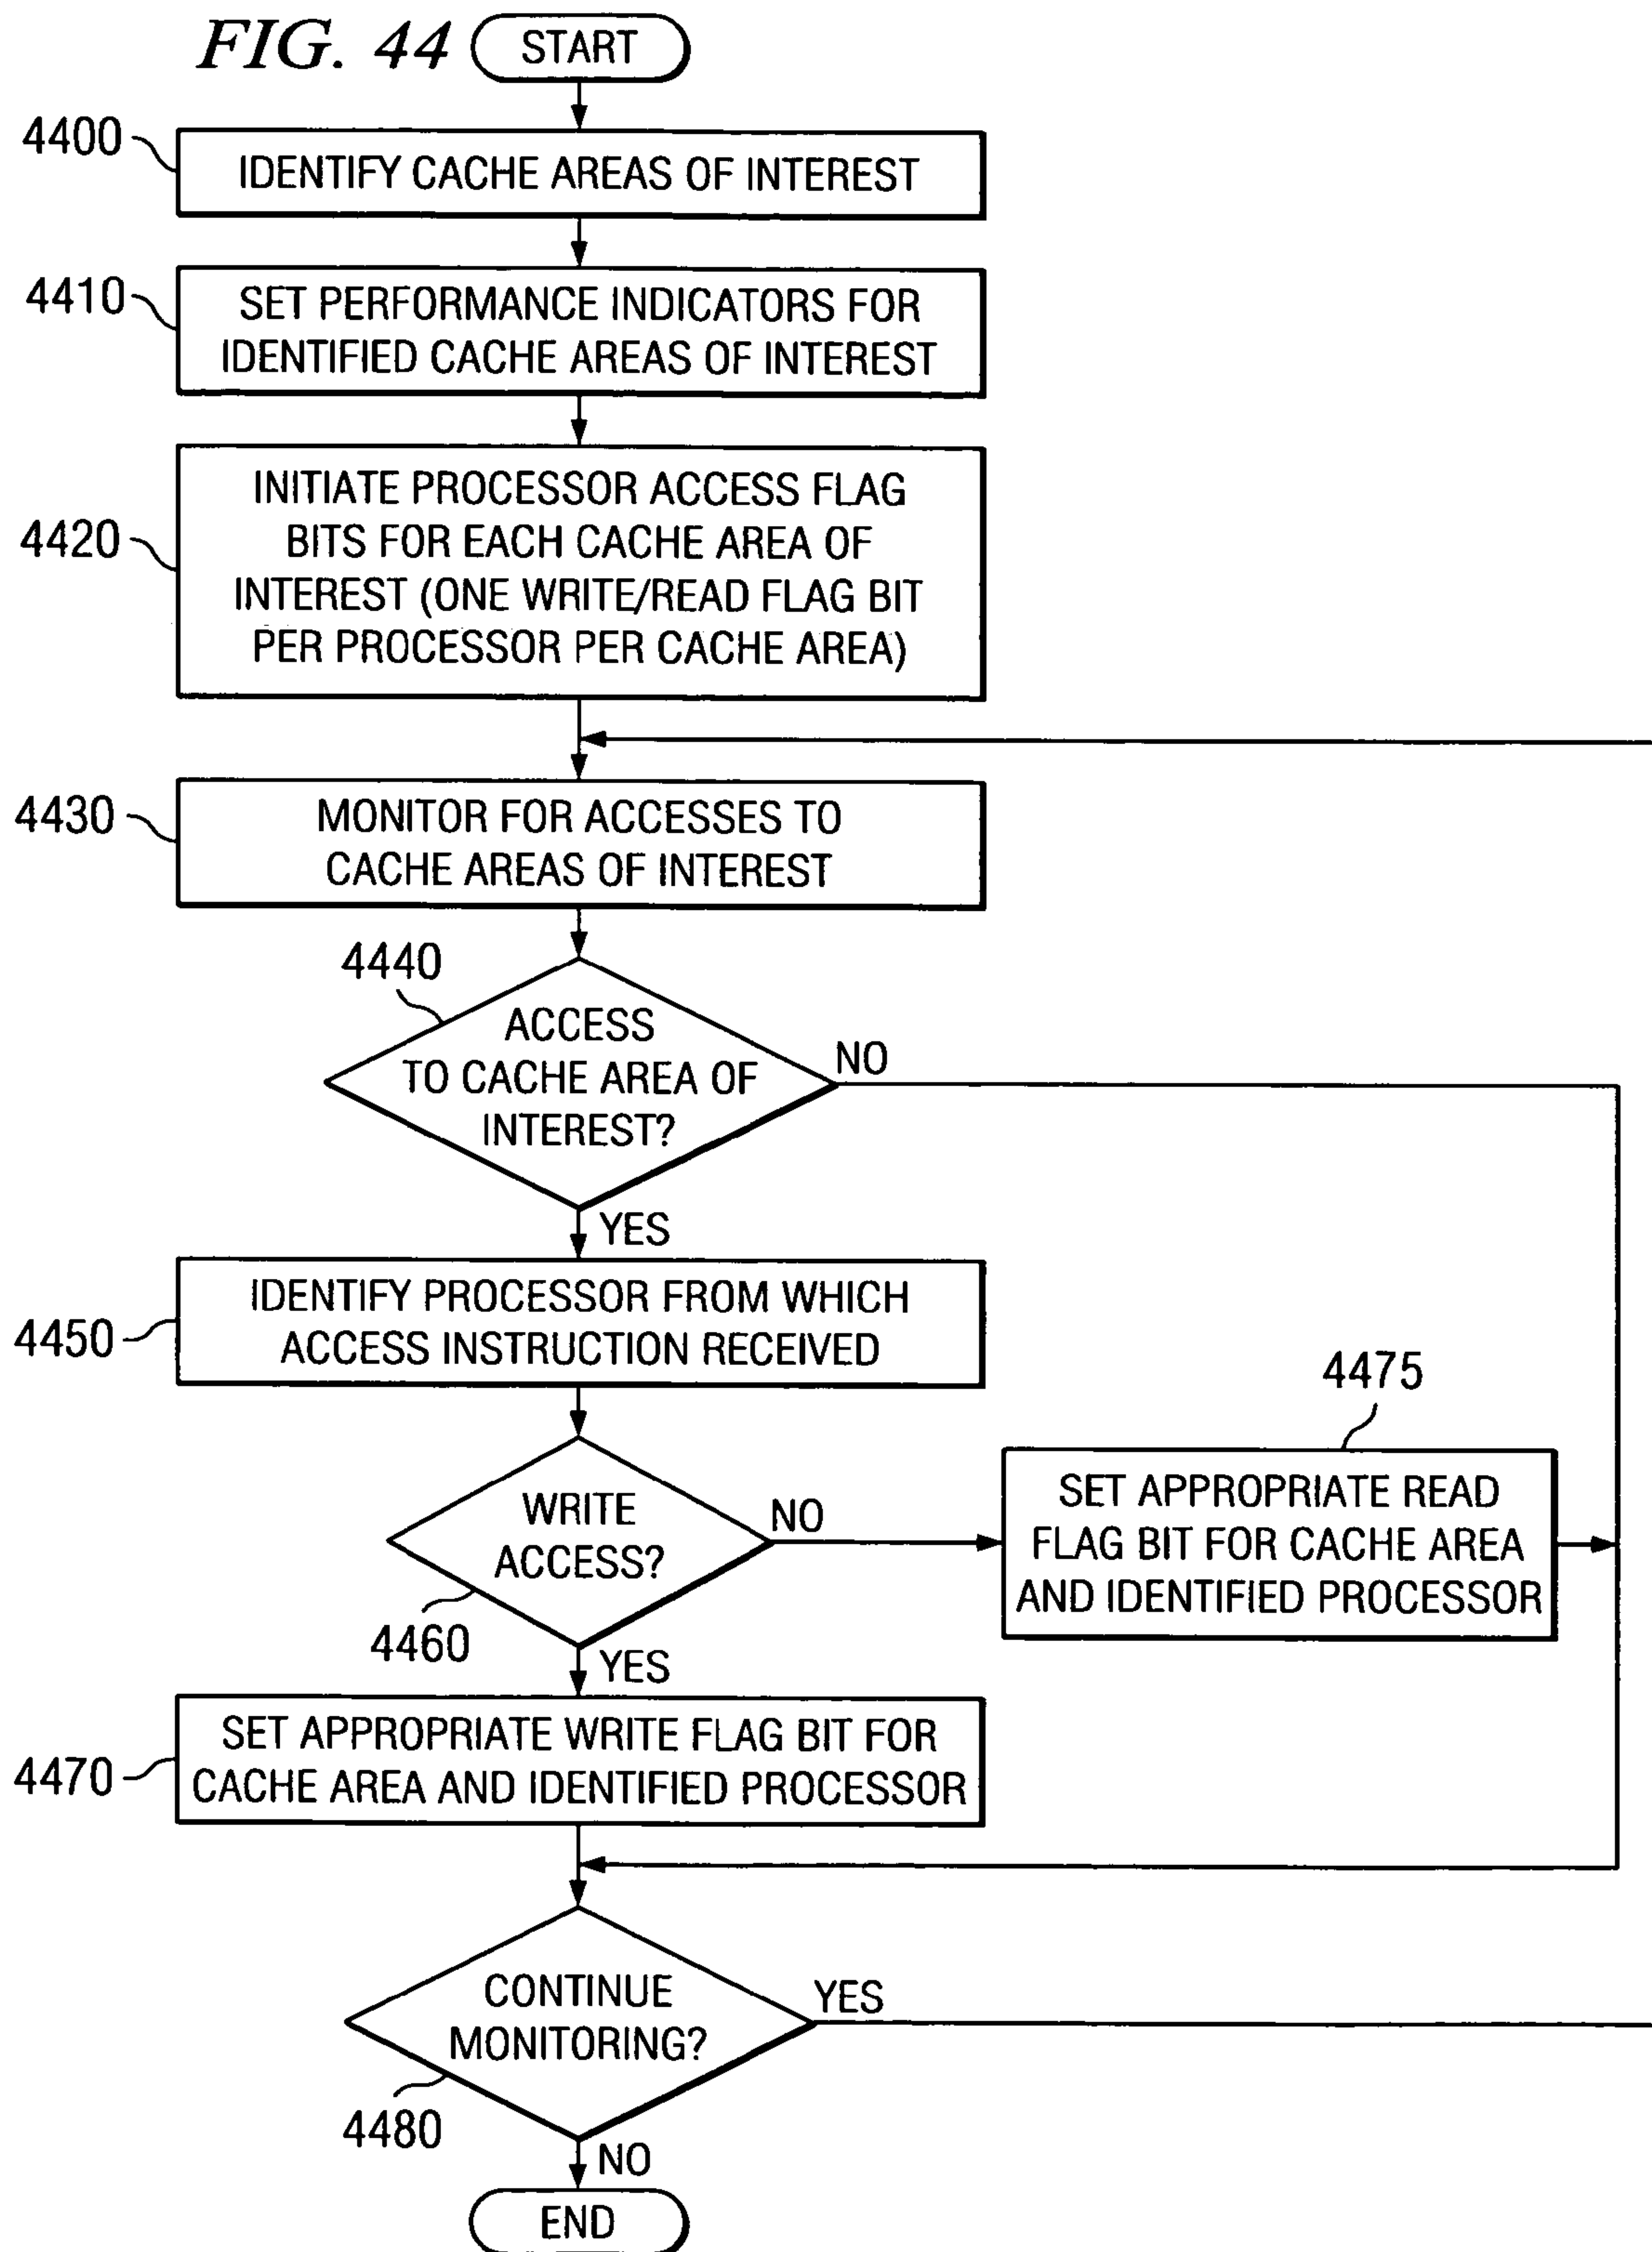 FIG. 44
START
4400
IDENTIFY CACHE AREAS OF INTEREST
4410
SET PERFORMANCE INDICATORS FOR
IDENTIFIED CACHE AREAS OF INTEREST
4420
INITIATE PROCESSOR ACCESS FLAG
BITS FOR EACH CACHE AREA OF
INTEREST (ONE WRITE/READ FLAG BIT
PER PROCESSOR PER CACHE AREA)
4430
MONITOR FOR ACCESSES TO
CACHE AREAS OF INTEREST
4440
ACCESS
TO CACHE AREA OF
INTEREST?
NO
YES
4450
IDENTIFY PROCESSOR FROM WHICH
ACCESS INSTRUCTION RECEIVED
4460
WRITE
ACCESS?
NO
4475
SET APPROPRIATE READ
FLAG BIT FOR CACHE AREA
AND IDENTIFIED PROCESSOR
YES
4470
SET APPROPRIATE WRITE FLAG BIT FOR
CACHE AREA AND IDENTIFIED PROCESSOR
CONTINUE
MONITORING?
YES
4480
NO
END